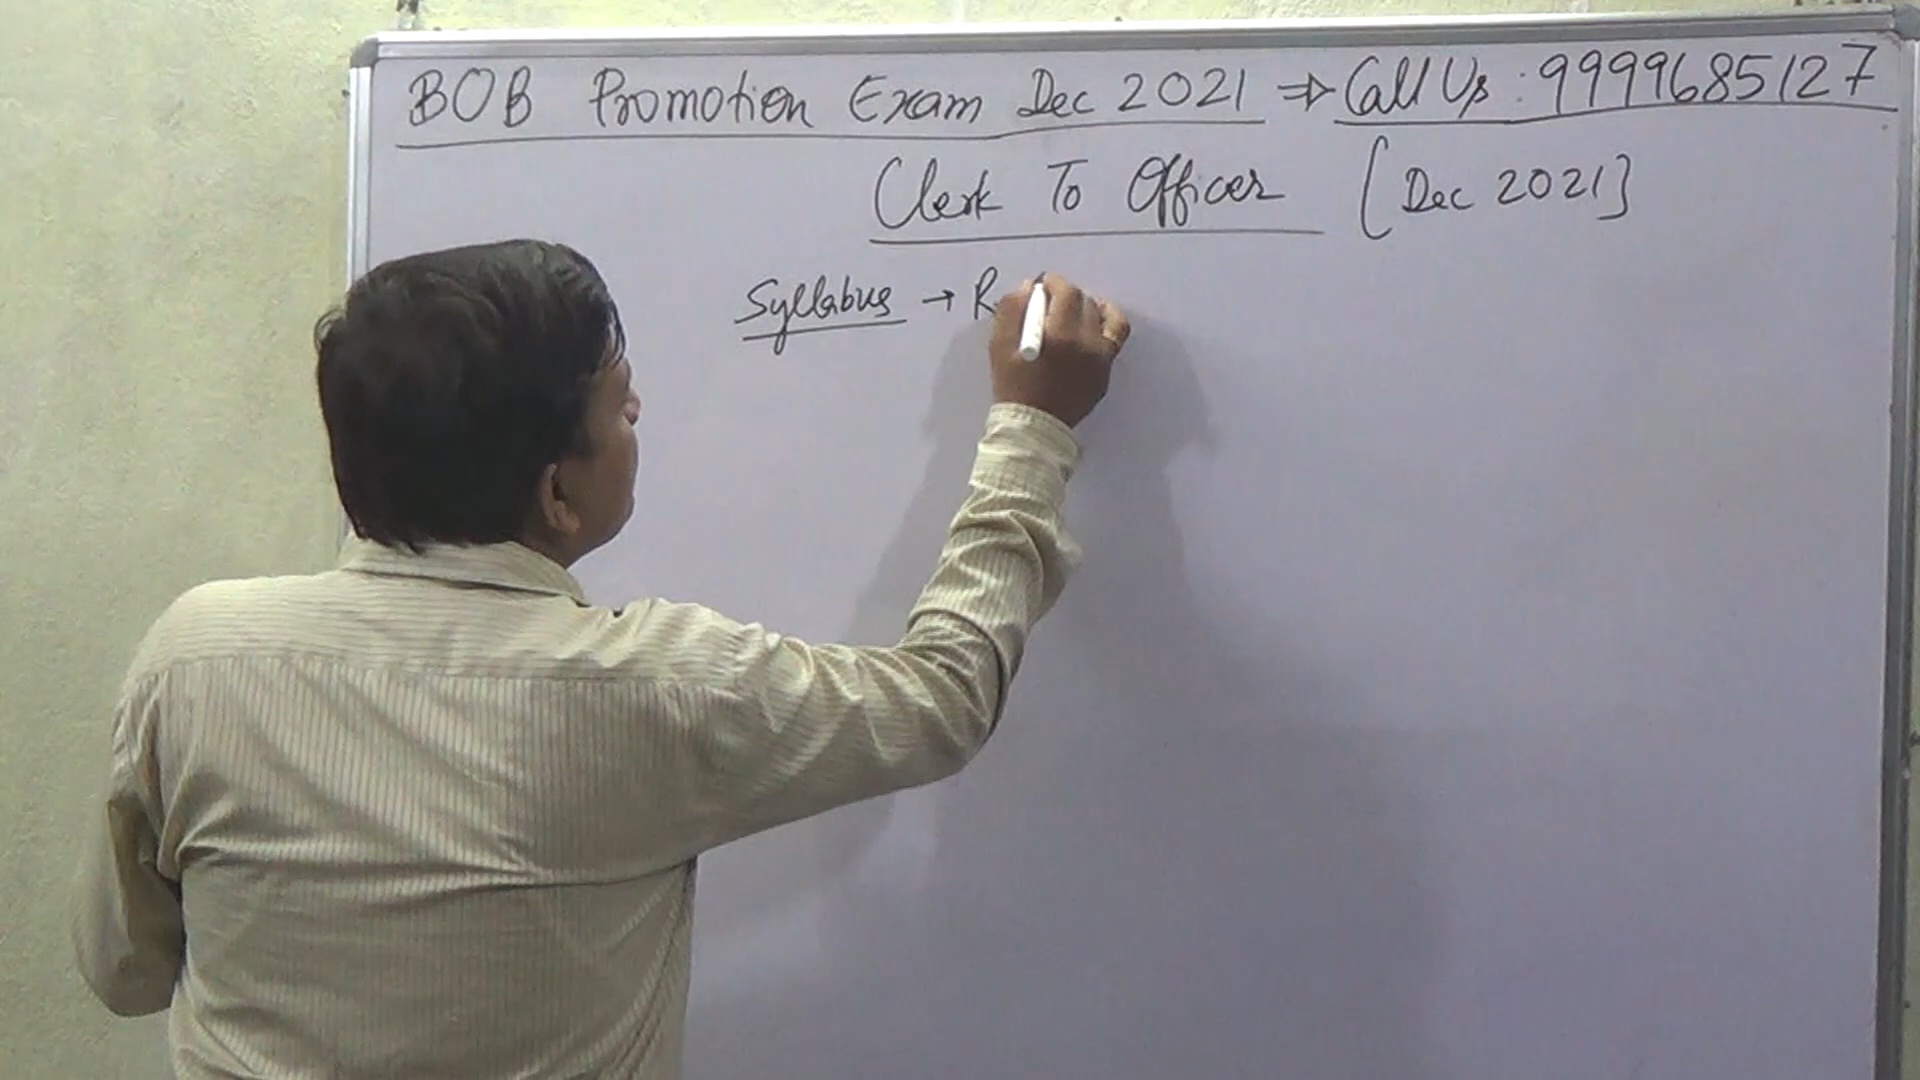 BOB Promotion Exam Dec 2021 ⇒ Call Us : 9999685127
Clerk To Officer [Dec 2021]
Syllabus → R